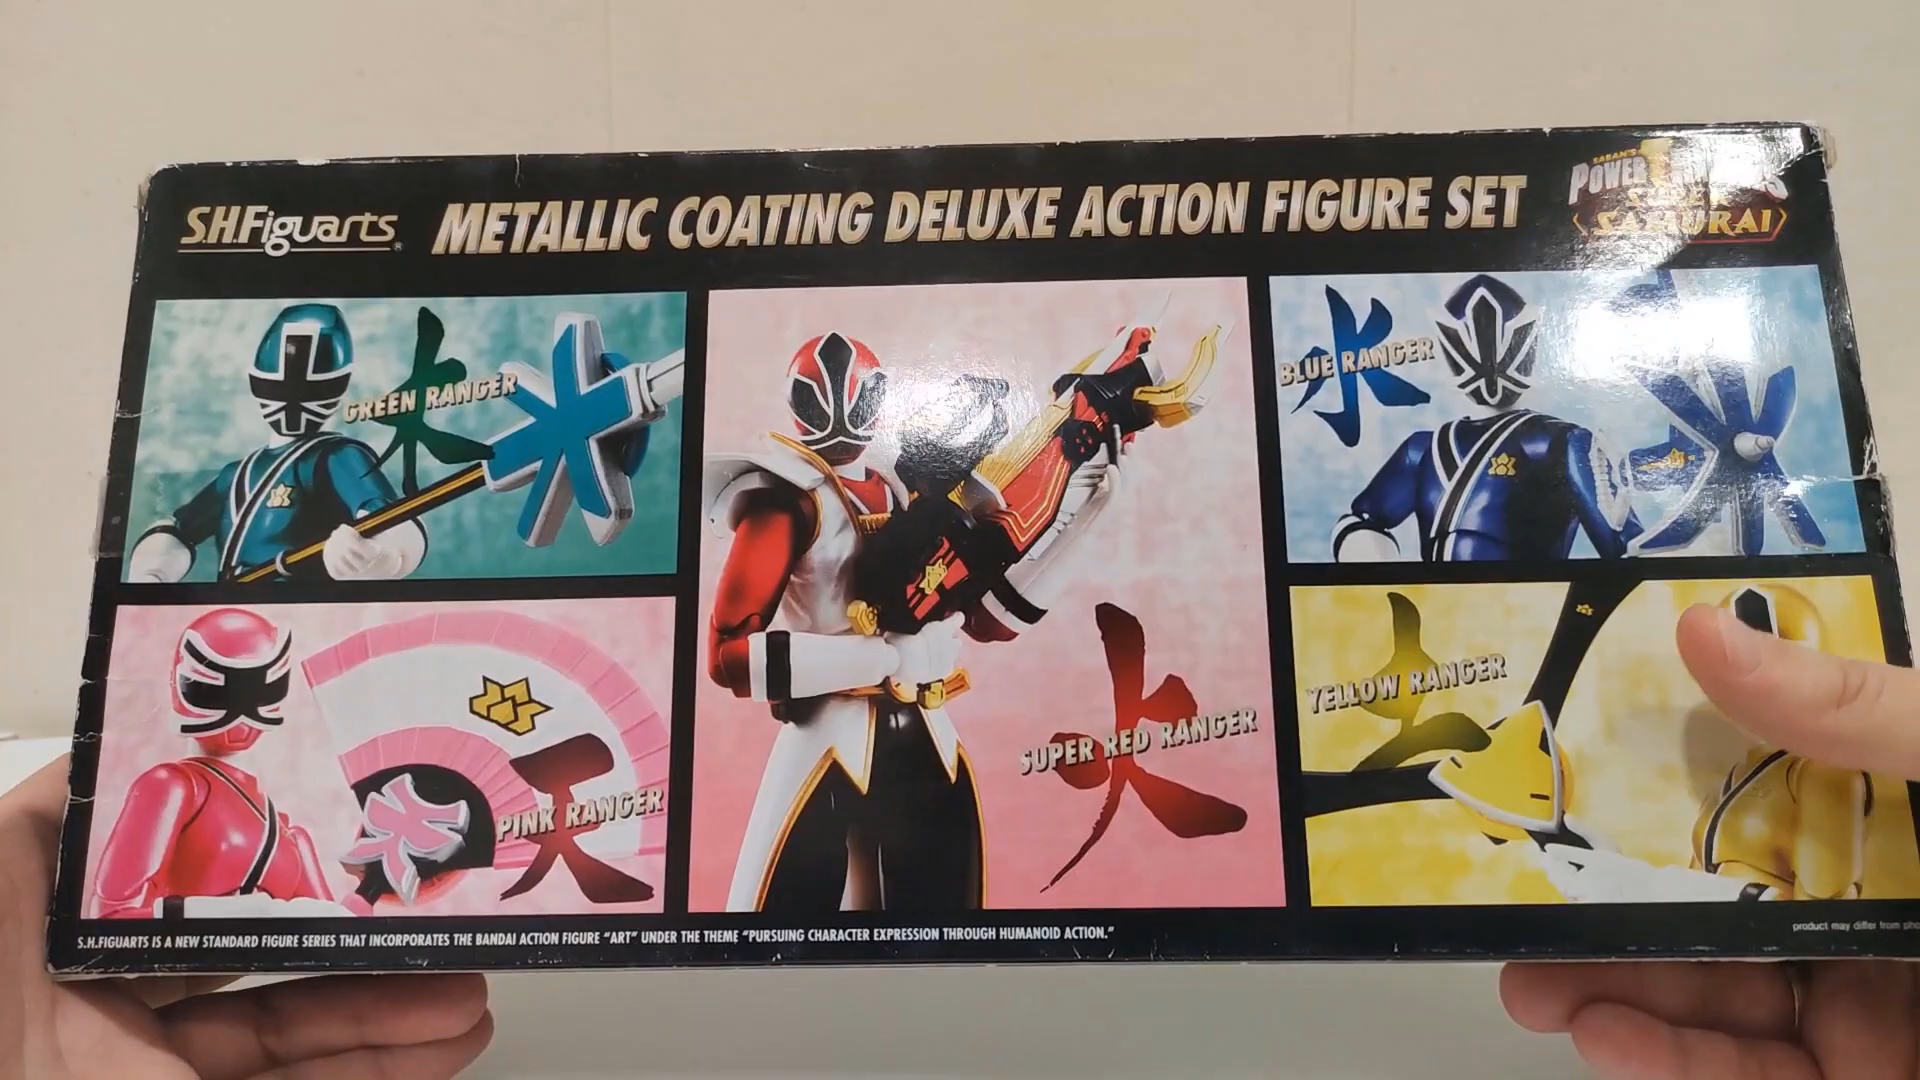 S.H.Figuarts®
METALLIC COATING DELUXE ACTION FIGURE SET
SABAN'S
POWER
SUPER
SAMURAI
木
GREEN RANGER
水
BLUE RANGER
火
SUPER RED RANGER
天
PINK RANGER
土
YELLOW RANGER
S.H.FIGUARTS IS A NEW STANDARD FIGURE SERIES THAT INCORPORATES THE BANDAI ACTION FIGURE "ART" UNDER THE THEME "PURSUING CHARACTER EXPRESSION THROUGH HUMANOID ACTION."
product may differ from